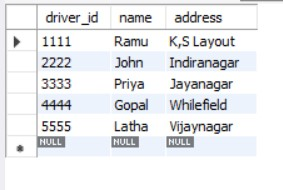 driver_id name address
1111 Ramu K,S Layout
2222 John Indiranagar
3333 Priya Jayanagar
4444 Gopal Whilefield
5555 Latha Vijaynagar
NULL NULL NULL